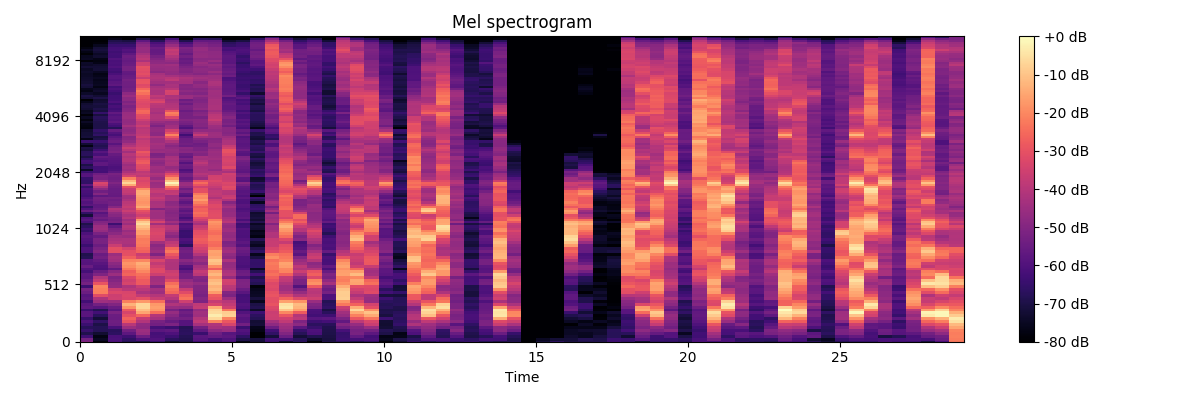 Mel spectrogram
+0 dB
8192
-10 dB
4096
-20 dB
-30 dB
2048
-40 dB
Hz
1024
-50 dB
512
-60 dB
-70 dB
0
-80 dB
0
5
10
15
20
25
Time